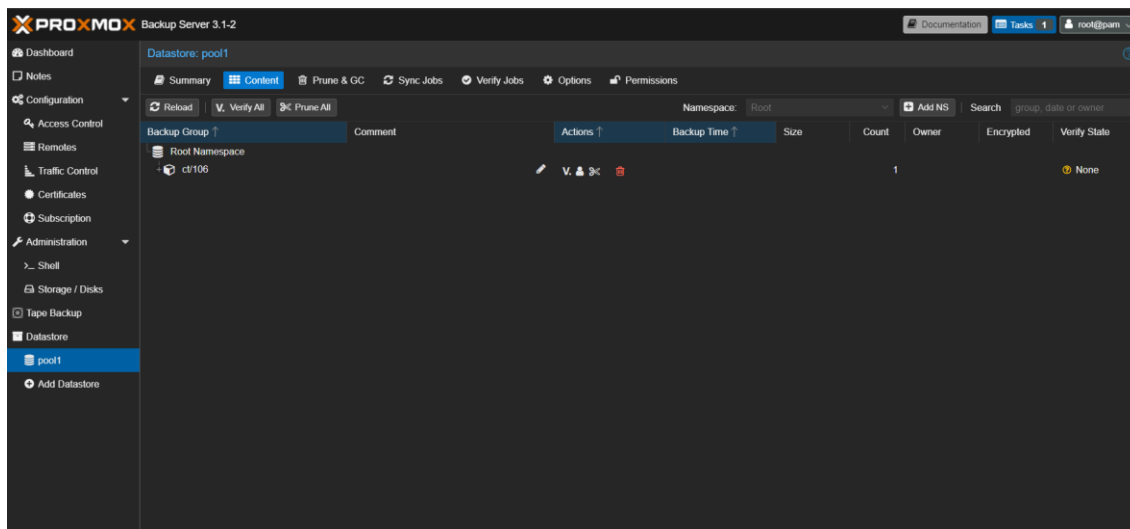 PROXMOX Backup Server 3.1-2 Documentation Tasks 1 root@pam
Dashboard
Notes
Configuration
Access Control
Remotes
Traffic Control
Certificates
Subscription
Administration
>_ Shell
Storage / Disks
Tape Backup
Datastore
pool1
Add Datastore
Datastore: pool1
Summary Content Prune & GC Sync Jobs Verify Jobs Options Permissions
Reload V. Verify All Prune All Namespace: Root Add NS Search group, date or owner
Backup Group ↑ Comment Actions ↑ Backup Time ↑ Size Count Owner Encrypted Verify State
Root Namespace
ct/106 V. 1 None